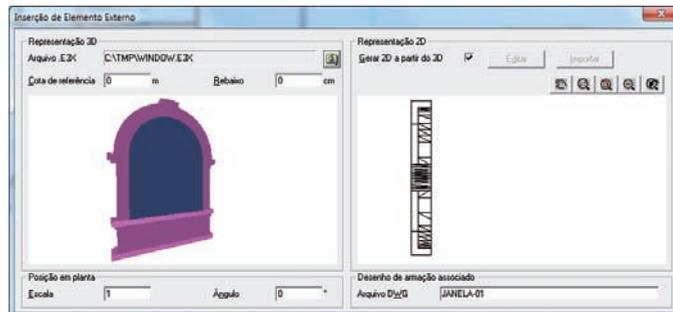 Inserção de Elemento Externo
Representação 3D
Arquivo .E3X C:\TMP\WINDOW.E3X
Cota de referência 0 m Rebaixo 0 cm
Representação 2D
Gerar 2D a partir do 3D Editar Importar
Posição em planta
Escala 1 Ângulo 0 °
Desenho de armação associado
Arquivo DWG JANELA-01